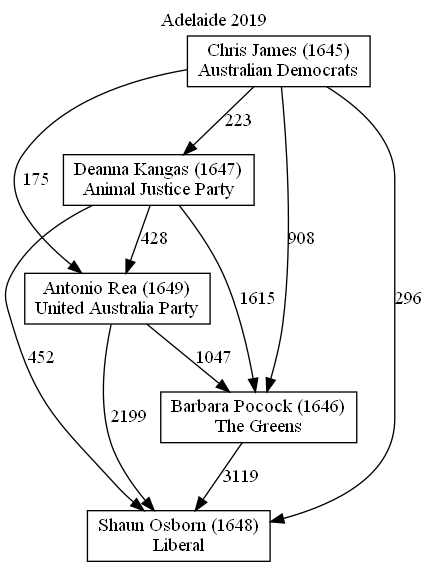 Adelaide 2019
Chris James (1645)
Australian Democrats
223
Deanna Kangas (1647)
Animal Justice Party
175
428
908
Antonio Rea (1649)
United Australia Party
1615
296
452
1047
Barbara Pocock (1646)
The Greens
2199
3119
Shaun Osborn (1648)
Liberal